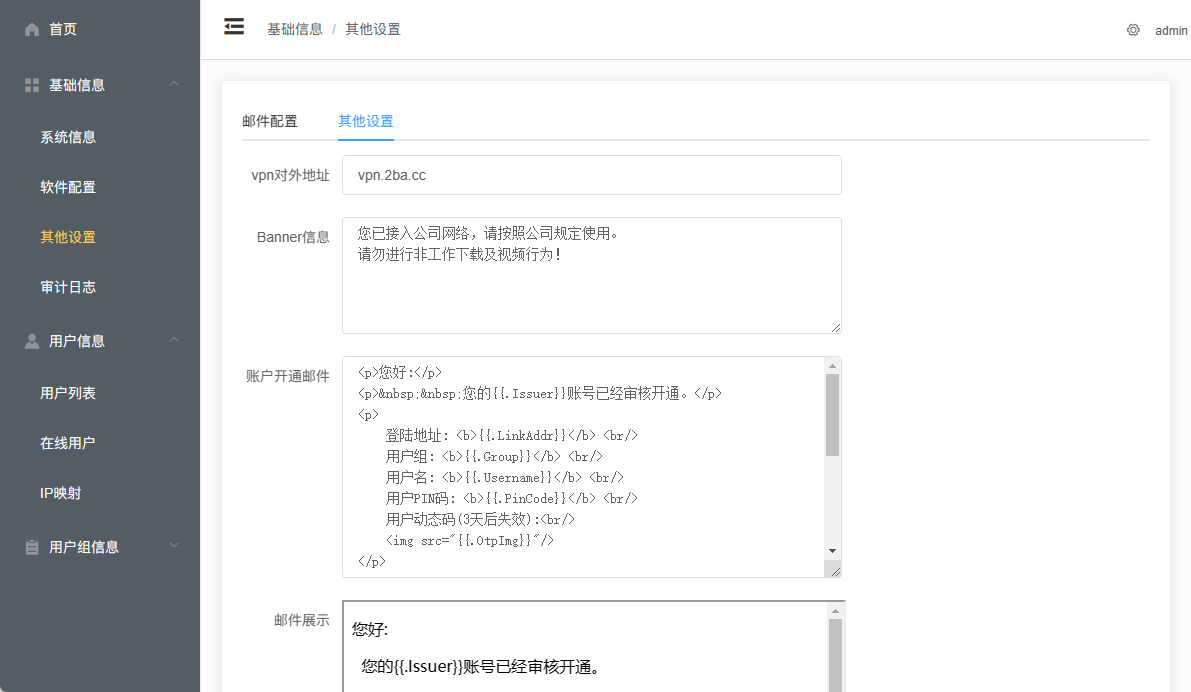 首页
基础信息
系统信息
软件配置
其他设置
审计日志
用户信息
用户列表
在线用户
IP映射
用户组信息
基础信息 / 其他设置
admin
邮件配置 其他设置
vpn对外地址 vpn.2ba.cc
Banner信息
您已接入公司网络，请按照公司规定使用。
请勿进行非工作下载及视频行为！
账户开通邮件
<p>您好:</p>
<p>&nbsp;&nbsp;您的{{.Issuer}}账号已经审核开通。</p>
<p>
登陆地址: <b>{{.LinkAddr}}</b> <br/>
用户组: <b>{{.Group}}</b> <br/>
用户名: <b>{{.Username}}</b> <br/>
用户PIN码: <b>{{.PinCode}}</b> <br/>
用户动态码(3天后失效):<br/>
<img src="{{.OtpImg}}"/>
</p>
邮件展示
您好:
您的{{.Issuer}}账号已经审核开通。